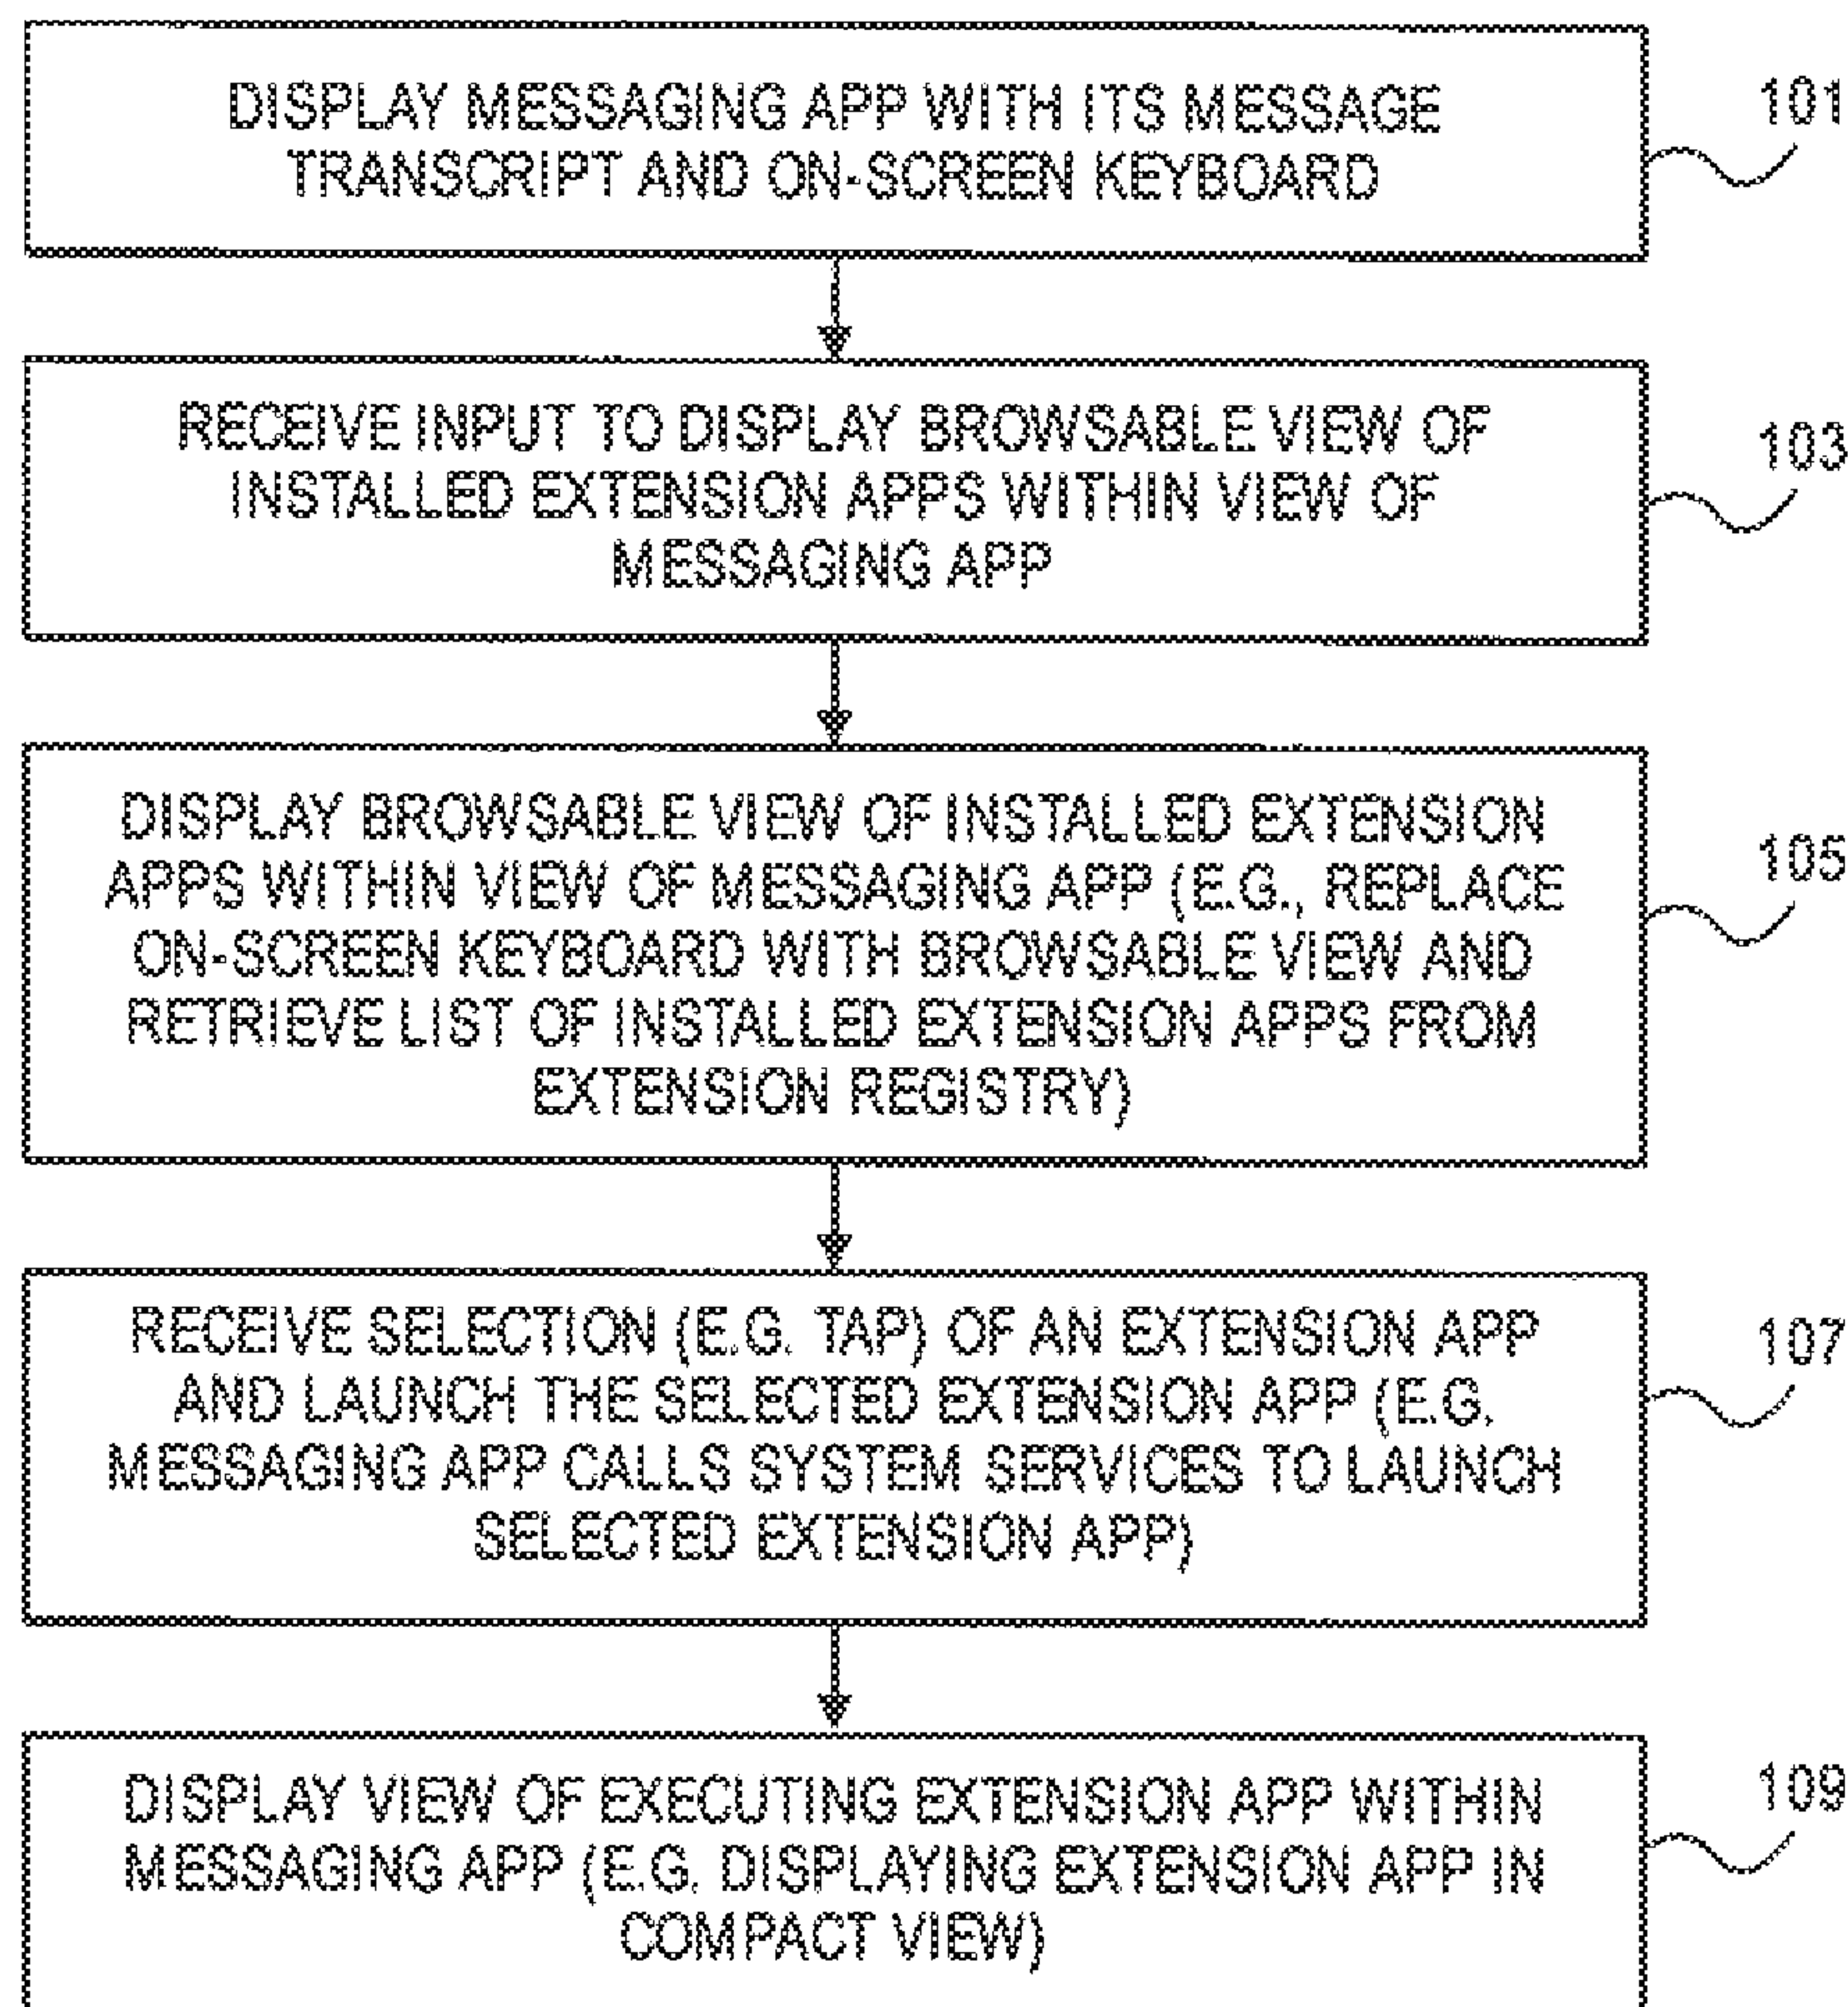 DISPLAY MESSAGING APP WITH ITS MESSAGE
TRANSCRIPT AND ON-SCREEN KEYBOARD
101
RECEIVE INPUT TO DISPLAY BROWSABLE VIEW OF
INSTALLED EXTENSION APPS WITHIN VIEW OF
MESSAGING APP
103
DISPLAY BROWSABLE VIEW OF INSTALLED EXTENSION
APPS WITHIN VIEW OF MESSAGING APP (E.G., REPLACE
ON-SCREEN KEYBOARD WITH BROWSABLE VIEW AND
RETRIEVE LIST OF INSTALLED EXTENSION APPS FROM
EXTENSION REGISTRY)
105
RECEIVE SELECTION (E.G. TAP) OF AN EXTENSION APP
AND LAUNCH THE SELECTED EXTENSION APP (E.G.
MESSAGING APP CALLS SYSTEM SERVICES TO LAUNCH
SELECTED EXTENSION APP)
107
DISPLAY VIEW OF EXECUTING EXTENSION APP WITHIN
MESSAGING APP (E.G. DISPLAYING EXTENSION APP IN
COMPACT VIEW)
109